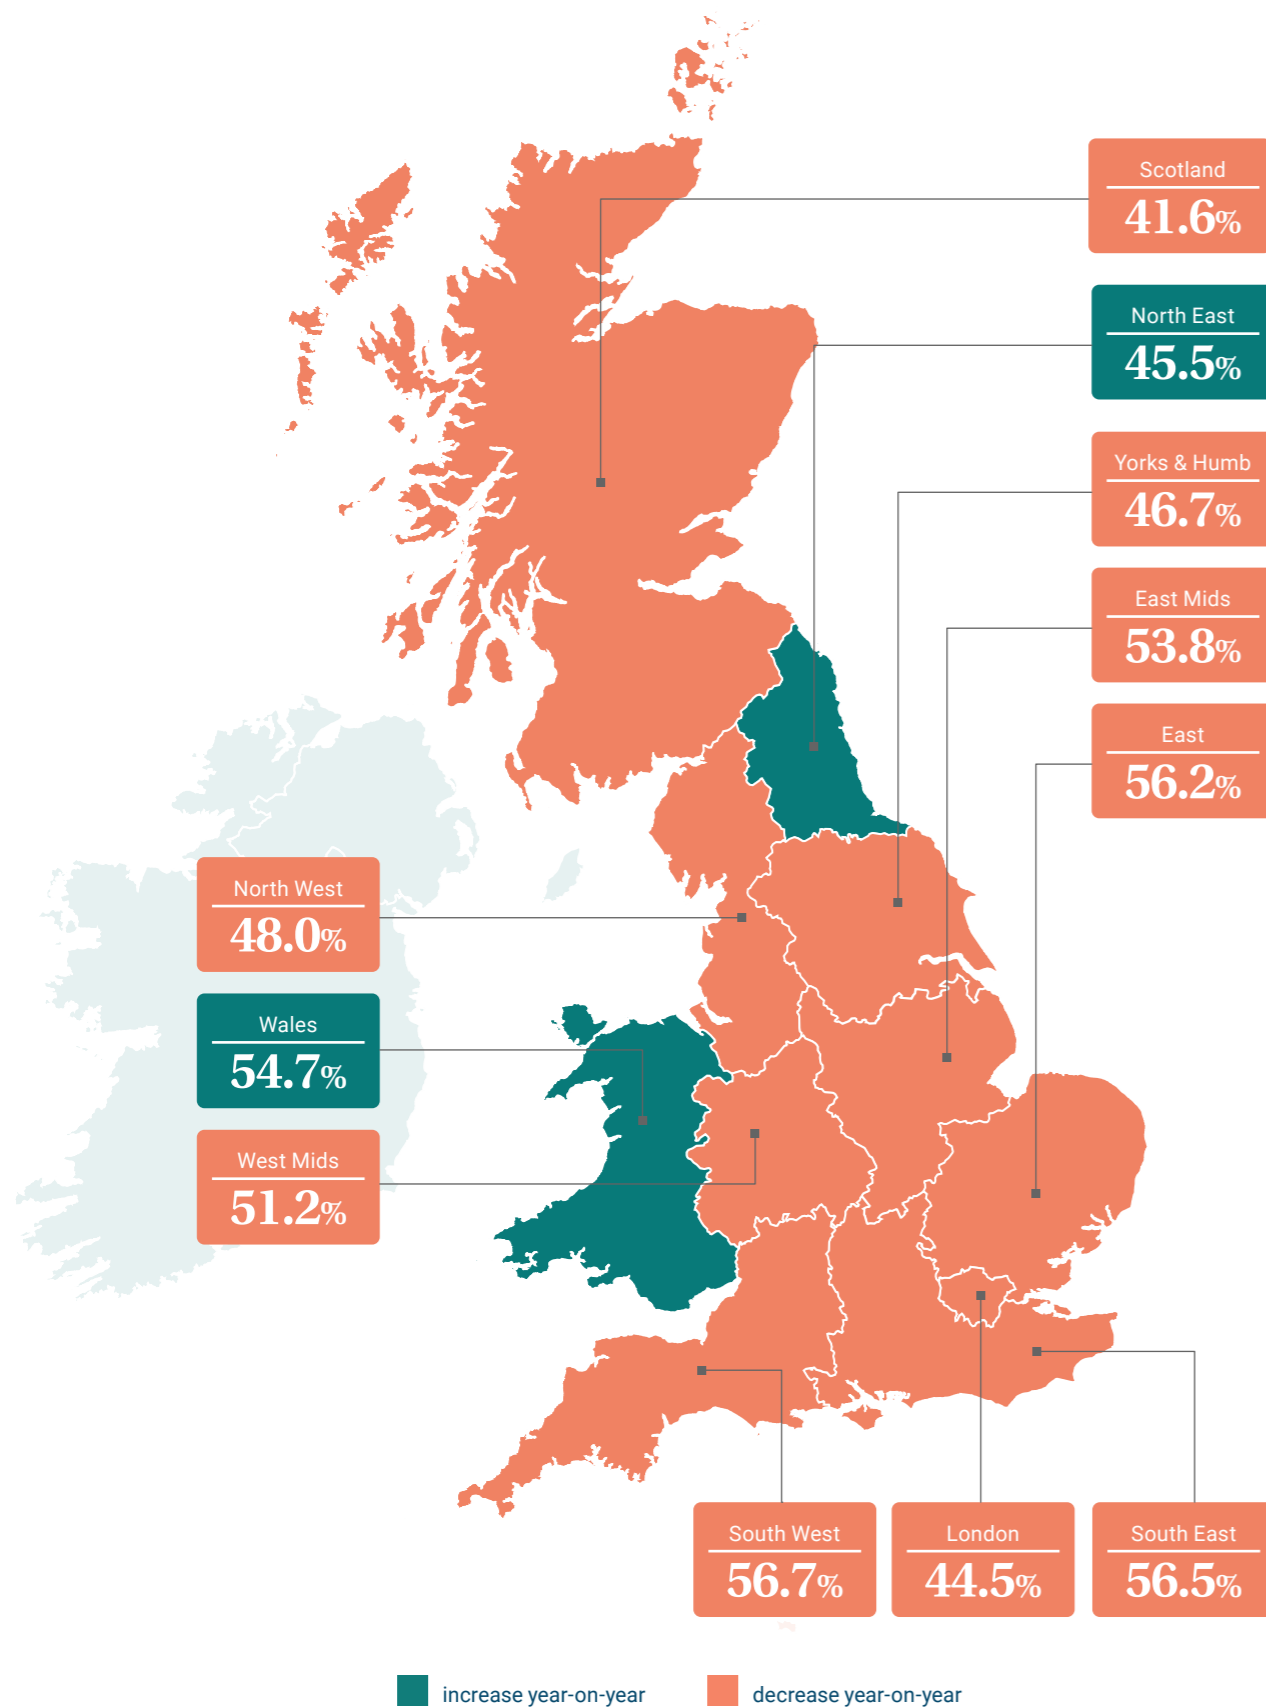 Scotland
41.6%
North East
45.5%
Yorks & Humb
46.7%
East Mids
53.8%
East
56.2%
North West
48.0%
Wales
54.7%
West Mids
51.2%
South West
56.7%
London
44.5%
South East
56.5%
increase year-on-year
decrease year-on-year